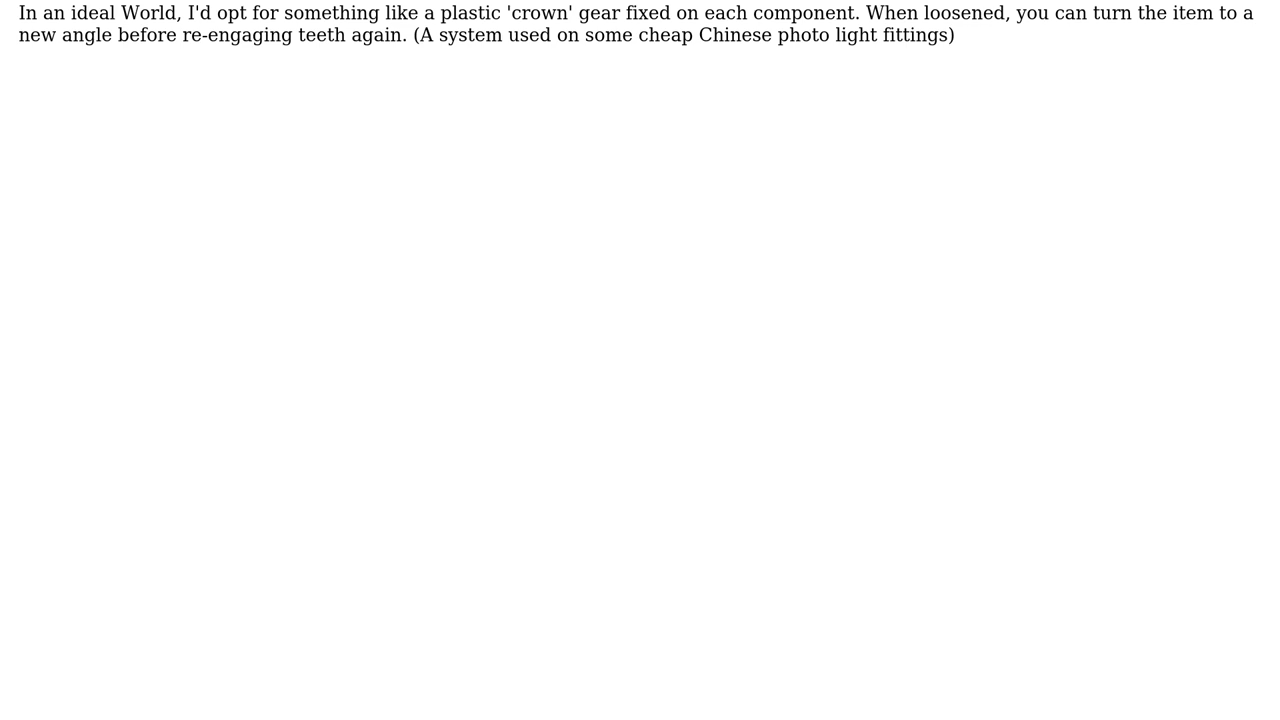 In an ideal World, I'd opt for something like a plastic 'crown' gear fixed on each component. When loosened, you can turn the item to a
new angle before re-engaging teeth again. (A system used on some cheap Chinese photo light fittings)